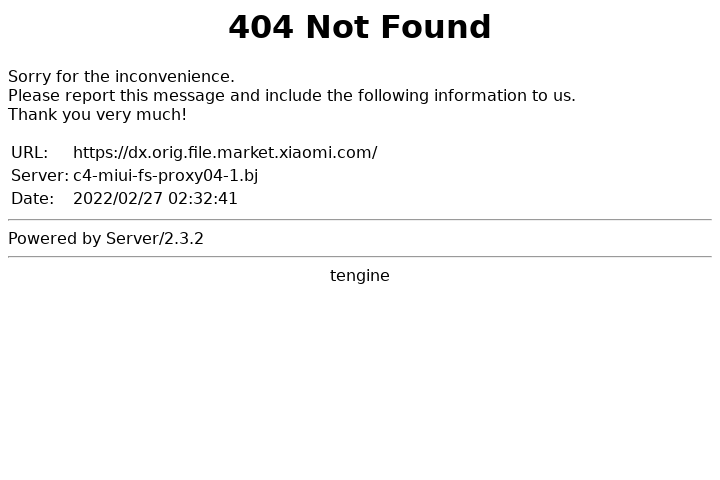 404 Not Found
Sorry for the inconvenience.
Please report this message and include the following information to us.
Thank you very much!
URL: https://dx.orig.file.market.xiaomi.com/
Server: c4-miui-fs-proxy04-1.bj
Date: 2022/02/27 02:32:41
Powered by Server/2.3.2
tengine